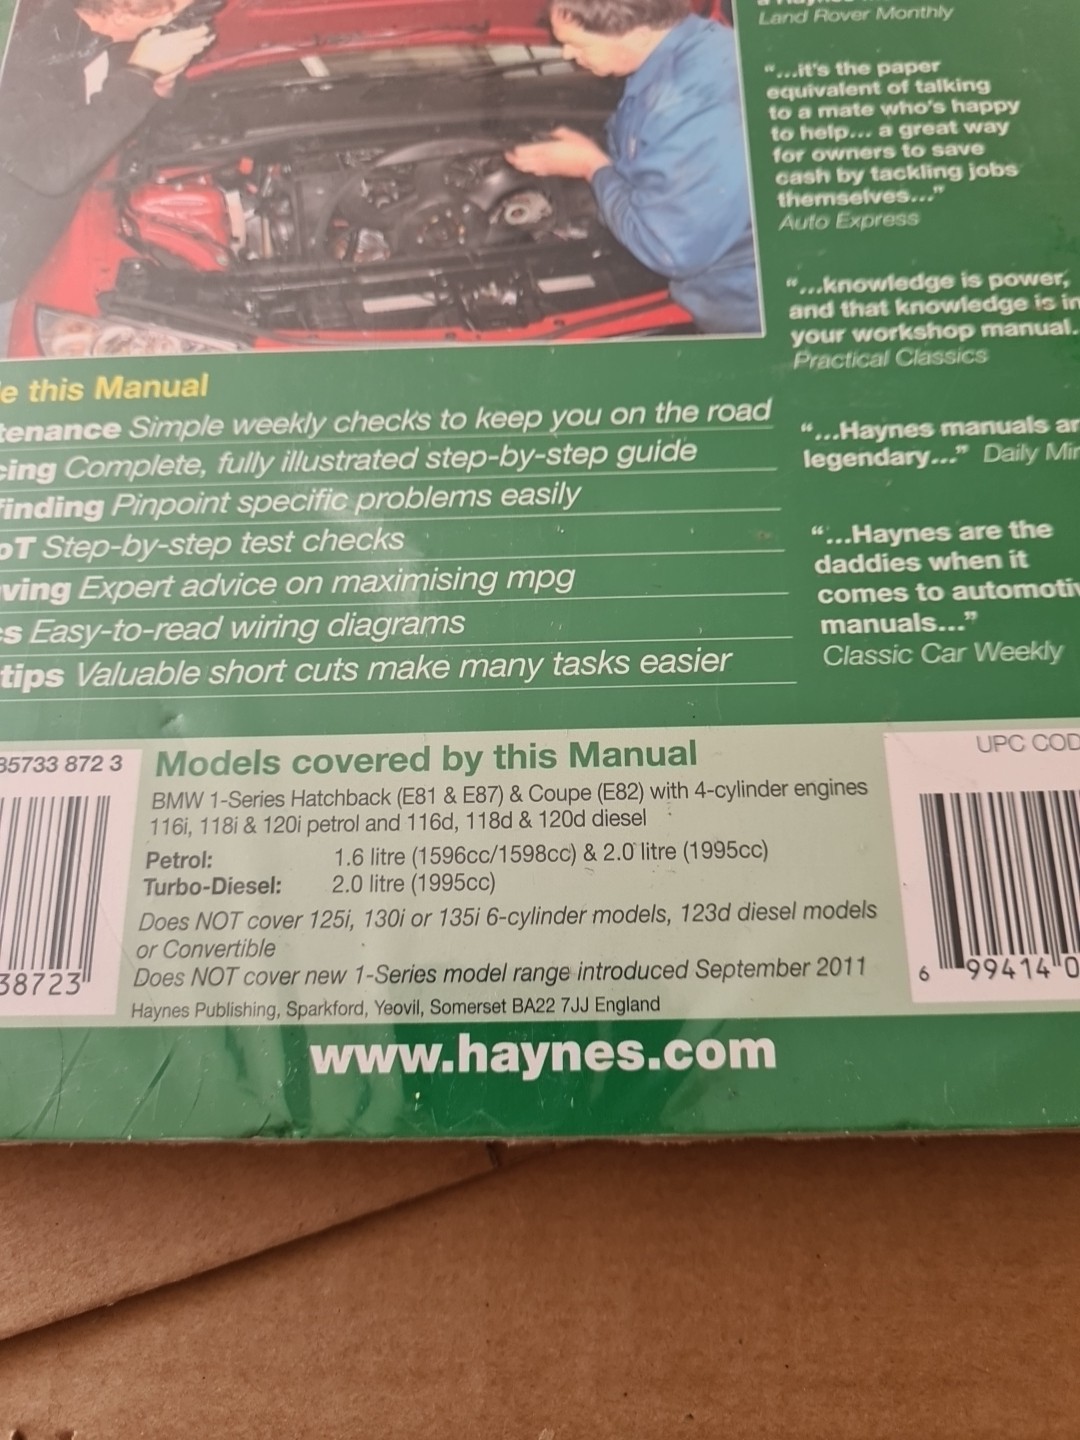 Land Rover Monthly
“...it's the paper
equivalent of talking
to a mate who's happy
to help... a great way
for owners to save
cash by tackling jobs
themselves...”
Auto Express
“...knowledge is power,
and that knowledge is in
your workshop manual.
Practical Classics
“...Haynes manuals ar
legendary...” Daily Mir
“...Haynes are the
daddies when it
comes to automotiv
manuals...”
Classic Car Weekly
e this Manual
tenance Simple weekly checks to keep you on the road
cing Complete, fully illustrated step-by-step guide
finding Pinpoint specific problems easily
oT Step-by-step test checks
ving Expert advice on maximising mpg
s Easy-to-read wiring diagrams
tips Valuable short cuts make many tasks easier
85733 872 3
38723
Models covered by this Manual
BMW 1-Series Hatchback (E81 & E87) & Coupe (E82) with 4-cylinder engines
116i, 118i & 120i petrol and 116d, 118d & 120d diesel
Petrol: 1.6 litre (1596cc/1598cc) & 2.0 litre (1995cc)
Turbo-Diesel: 2.0 litre (1995cc)
Does NOT cover 125i, 130i or 135i 6-cylinder models, 123d diesel models
or Convertible
Does NOT cover new 1-Series model range introduced September 2011
Haynes Publishing, Sparkford, Yeovil, Somerset BA22 7JJ England
UPC COD
6 99414 0
www.haynes.com